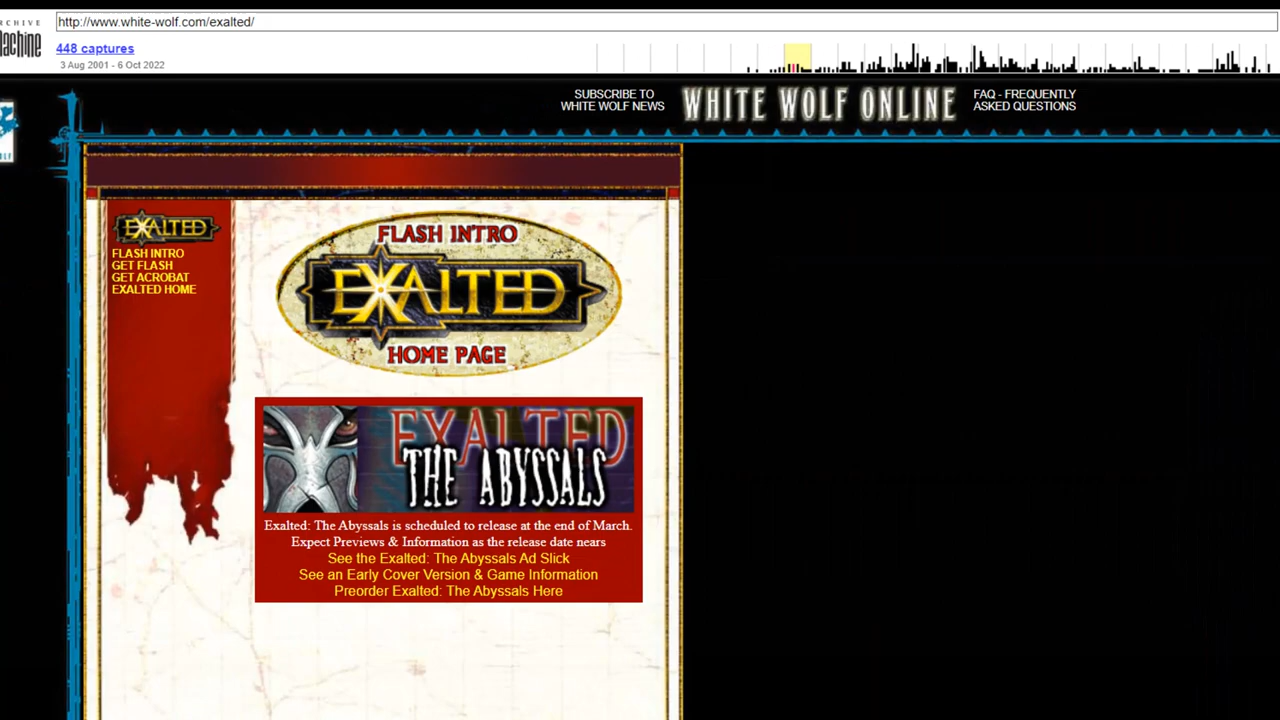 ARCHIVE
http://www.white-wolf.com/exalted/
Machine
448 captures
3 Aug 2001 - 6 Oct 2022
SUBSCRIBE TO
WHITE WOLF NEWS
WHITE WOLF ONLINE
FAQ - FREQUENTLY
ASKED QUESTIONS
EXALTED
FLASH INTRO
GET FLASH
GET ACROBAT
EXALTED HOME
FLASH INTRO
EXALTED
HOME PAGE
EXALTED
THE ABYSSALS
Exalted: The Abyssals is scheduled to release at the end of March.
Expect Previews & Information as the release date nears
See the Exalted: The Abyssals Ad Slick
See an Early Cover Version & Game Information
Preorder Exalted: The Abyssals Here